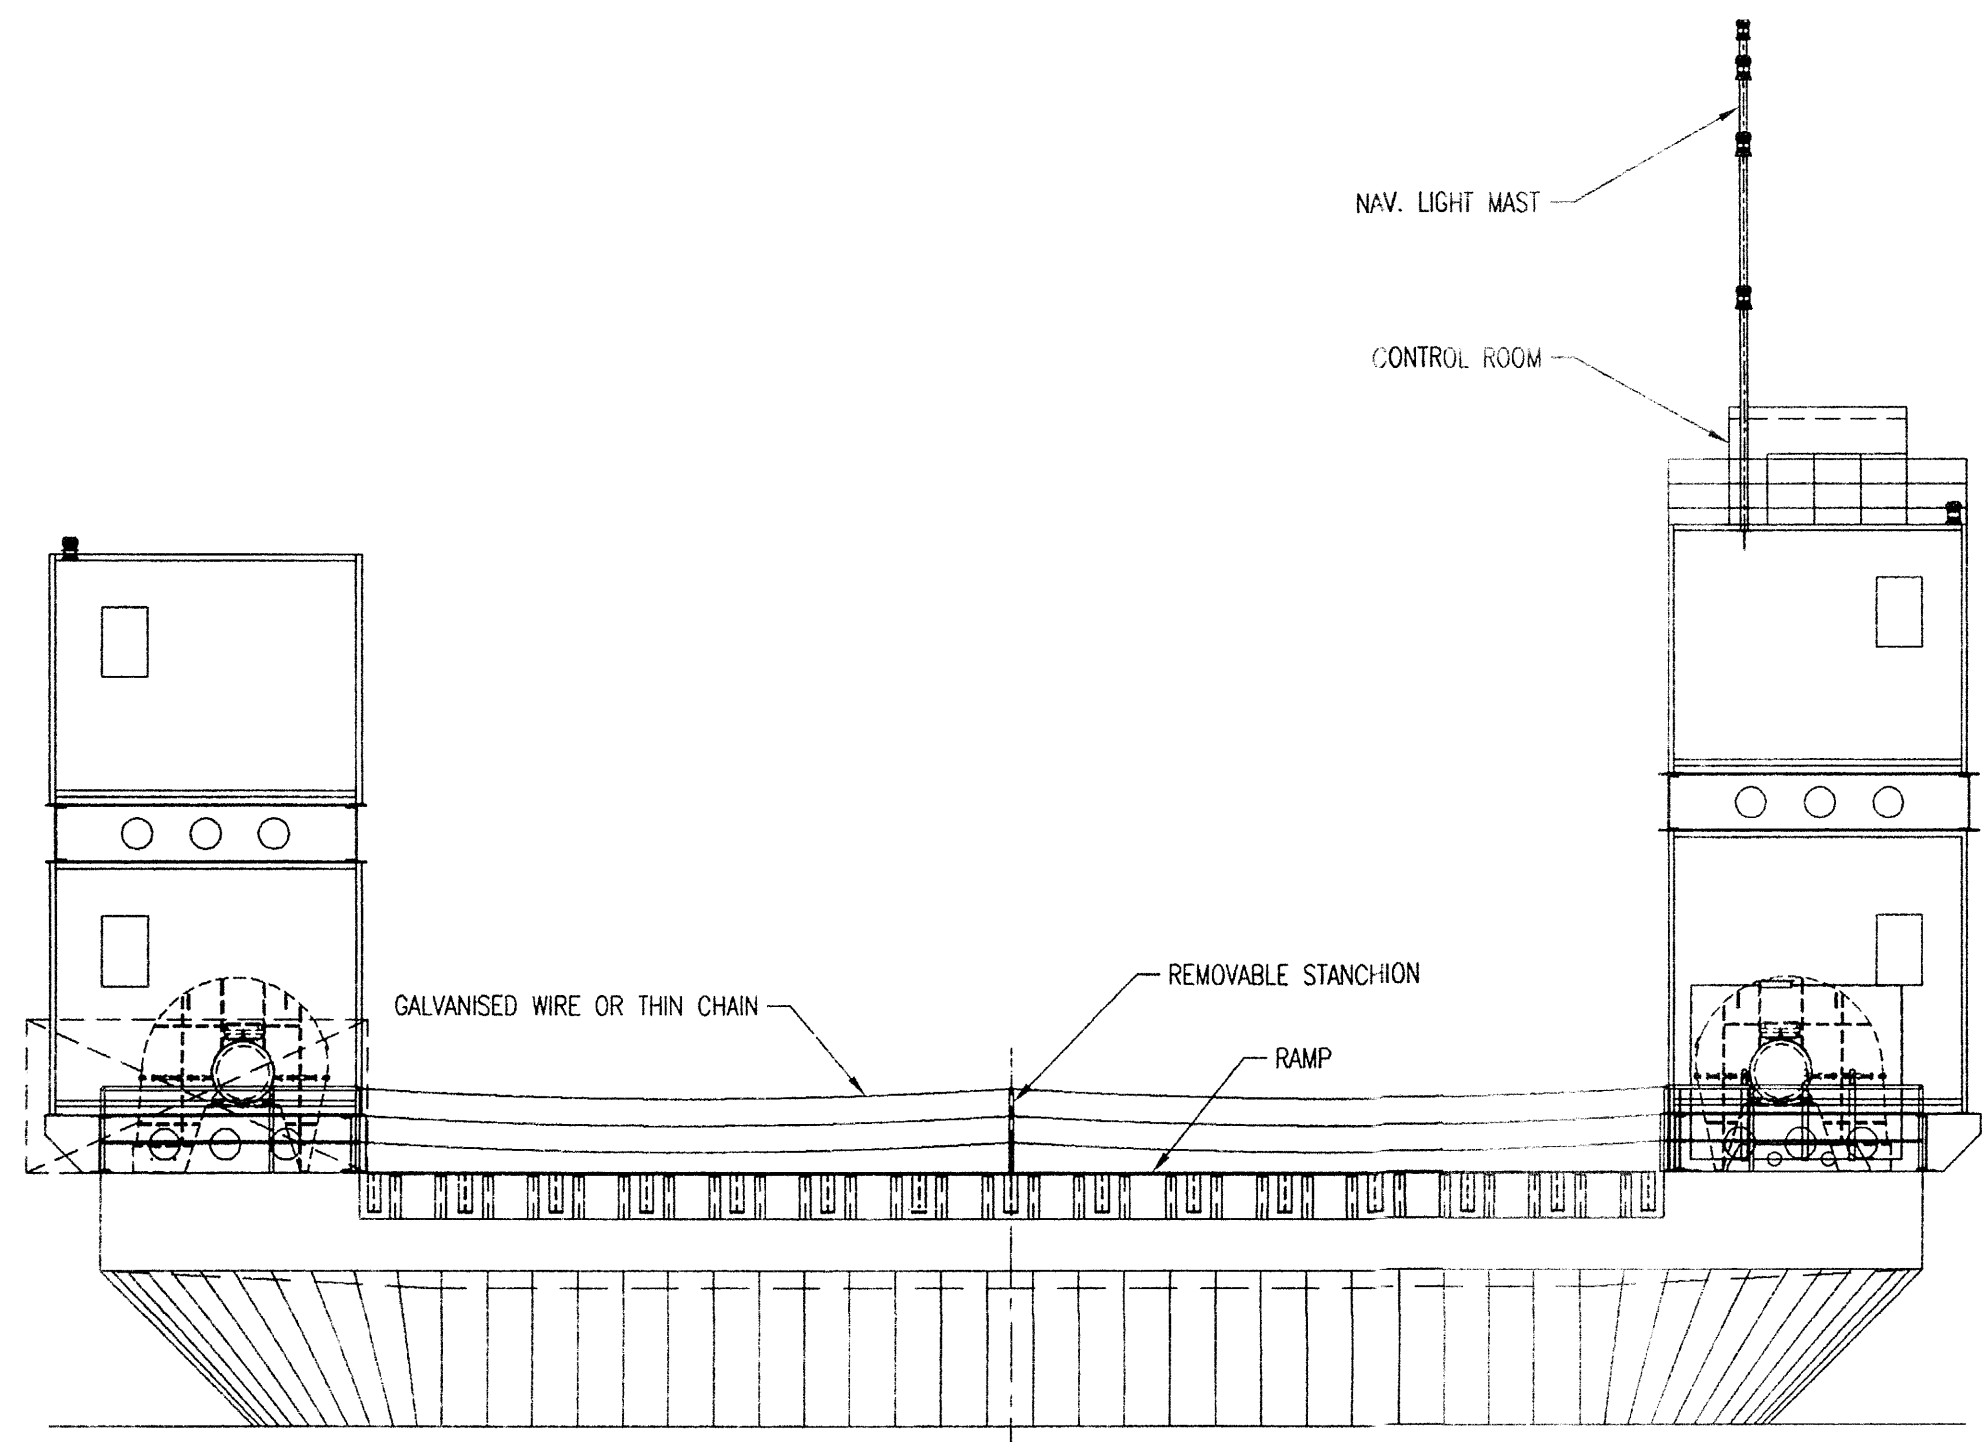 NAV. LIGHT MAST
CONTROL ROOM
REMOVABLE STANCHION
GALVANISED WIRE OR THIN CHAIN
RAMP